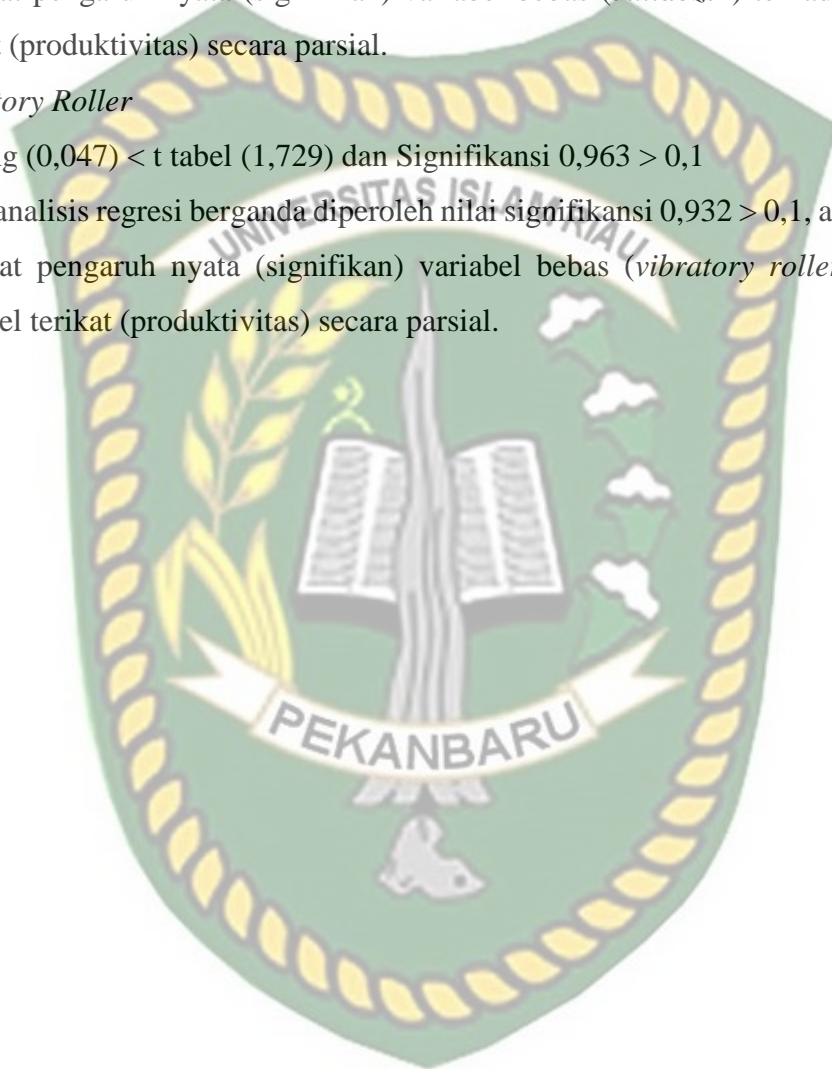 (produktivitas) secara parsial.
tory Roller
g (0,047) < t tabel (1,729) dan Signifikansi 0,963 > 0,1
analisis regresi berganda diperoleh nilai signifikansi 0,932 > 0,1, a
at pengaruh nyata (signifikan) variabel bebas (vibratory roller
el terikat (produktivitas) secara parsial.
UNIVERSITAS ISLAM RIAU
PEKANBARU